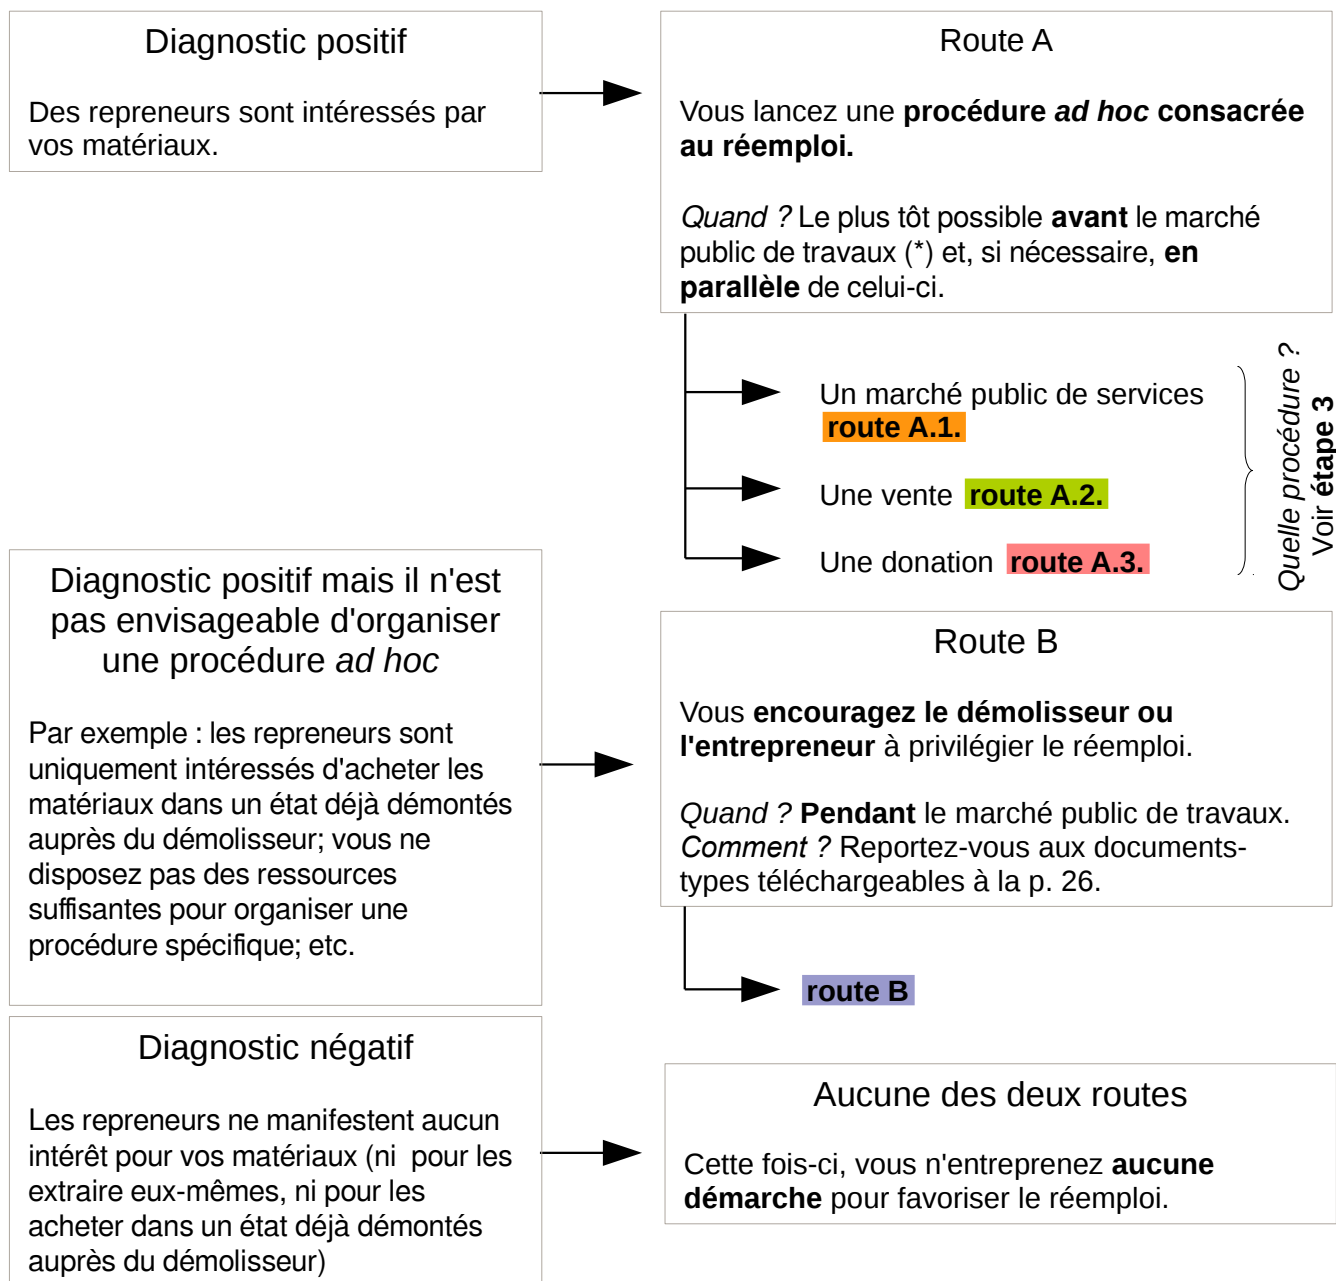 Diagnostic positif
Des repreneurs sont intéressés par
vos matériaux.
Route A
Vous lancez une procédure ad hoc consacrée
au réemploi.
Quand ? Le plus tôt possible avant le marché
public de travaux (*) et, si nécessaire, en
parallèle de celui-ci.
Un marché public de services
route A.1.
Une vente route A.2.
Une donation route A.3.
Quelle procédure ?
Voir étape 3
Diagnostic positif mais il n'est
pas envisageable d'organiser
une procédure ad hoc
Par exemple : les repreneurs sont
uniquement intéressés d'acheter les
matériaux dans un état déjà démontés
auprès du démolisseur; vous ne
disposez pas des ressources
suffisantes pour organiser une
procédure spécifique; etc.
Route B
Vous encouragez le démolisseur ou
l'entrepreneur à privilégier le réemploi.
Quand ? Pendant le marché public de travaux.
Comment ? Reportez-vous aux documents-
types téléchargeables à la p. 26.
route B
Diagnostic négatif
Les repreneurs ne manifestent aucun
intérêt pour vos matériaux (ni pour les
extraire eux-mêmes, ni pour les
acheter dans un état déjà démontés
auprès du démolisseur)
Aucune des deux routes
Cette fois-ci, vous n'entreprenez aucune
démarche pour favoriser le réemploi.